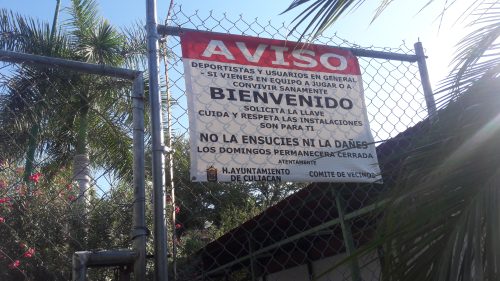 AVISO
DEPORTISTAS Y USUARIOS EN GENERAL
- SI VIENES EN EQUIPO A JUGAR O A
CONVIVIR SANAMENTE
BIENVENIDO
SOLICITA LA LLAVE
CUIDA Y RESPETA LAS INSTALACIONES
SON PARA TI
NO LA ENSUCIES NI LA DAÑES
LOS DOMINGOS PERMANECERA CERRADA
ATENTAMENTE
H. AYUNTAMIENTO
DE CULIACAN
COMITE DE VECINOS